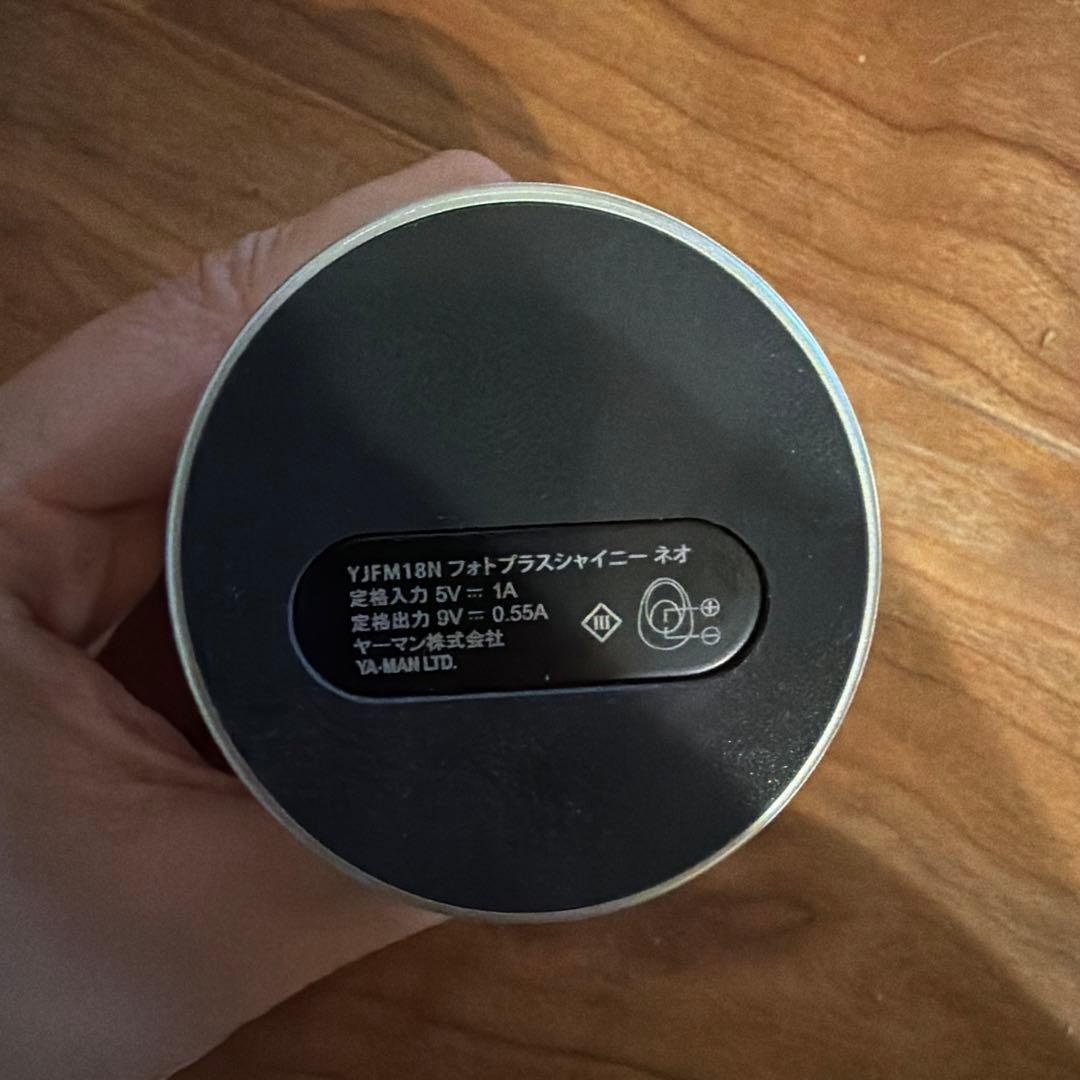 YJFM18N フォトプラスシャイニー ネオ
定格入力 5V ⎓ 1A
定格出力 9V ⎓ 0.55A
ヤーマン株式会社
YA-MAN LTD.